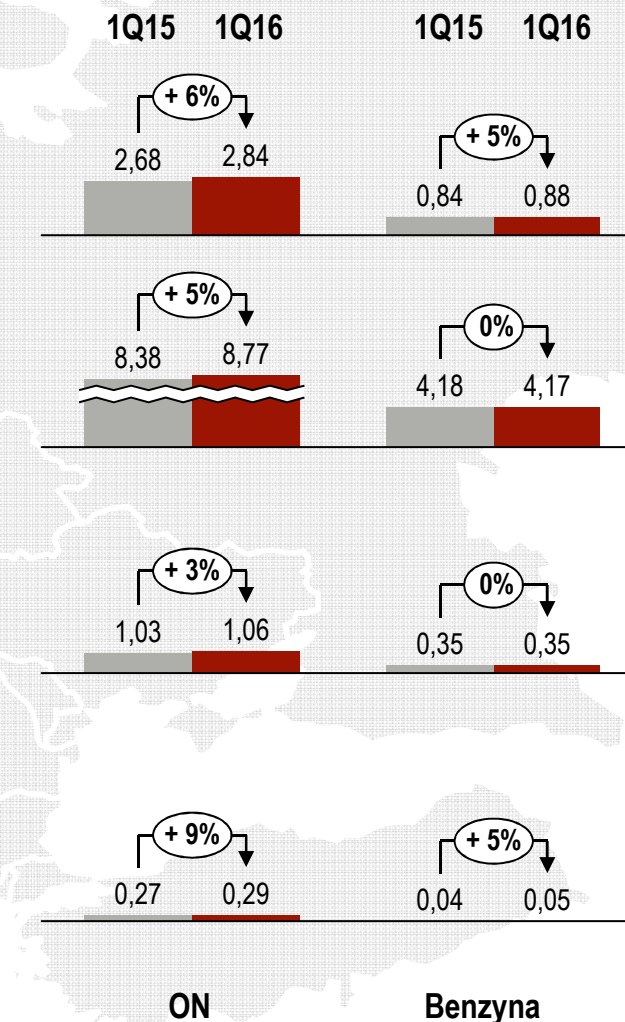 1Q15 1Q16 1Q15 1Q16
+ 6%
+ 5%
2,68 2,84
0,84 0,88
+ 5%
0%
8,38 8,77
4,18 4,17
+ 3% 0%
1,03 1,06 0,35 0,35
+ 9% + 5%
0,27 0,29 0,04 0,05
ON Benzyna